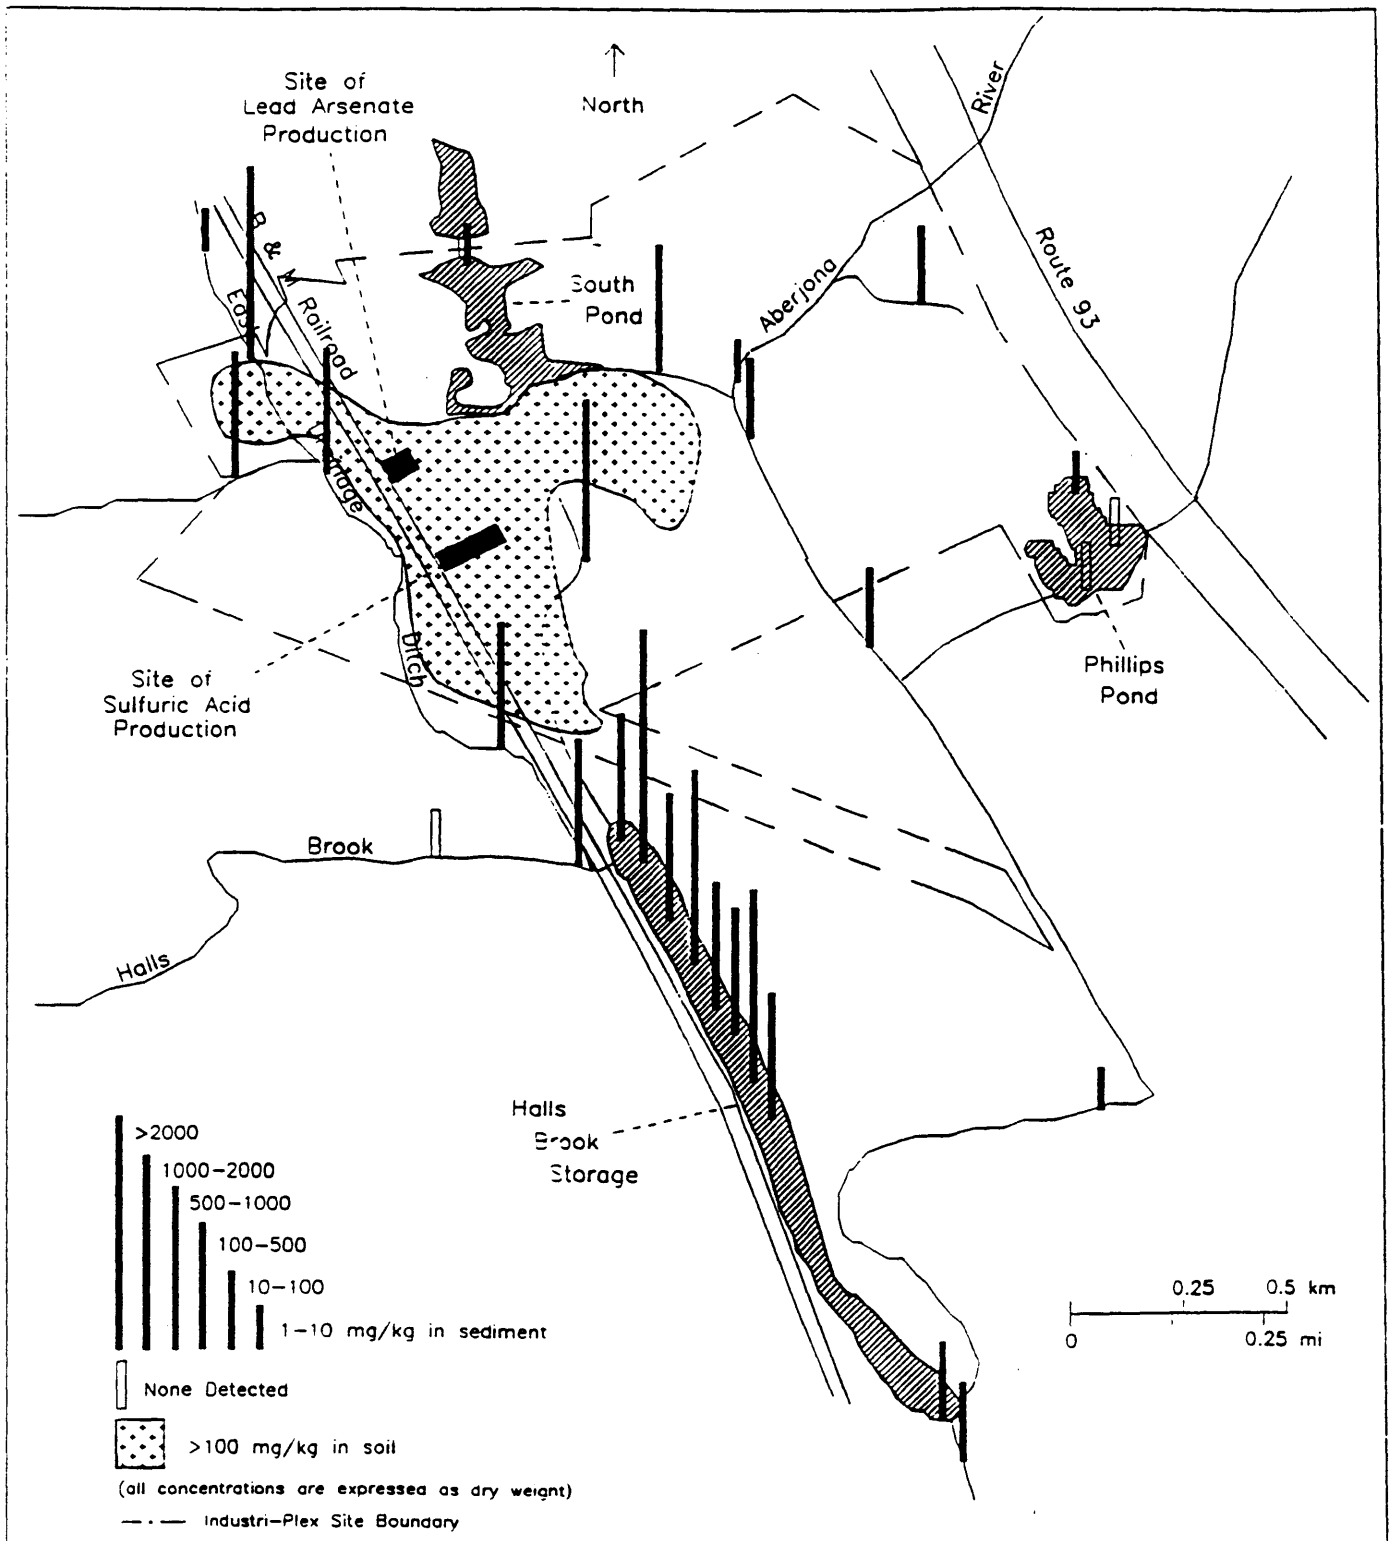 Site of
Lead Arsenate
Production
North
River
B & M Railroad
East
Drainage
Ditch
South
Pond
Aberjona
Route 93
Phillips
Pond
Site of
Sulfuric Acid
Production
Brook
Halls
Halls
Brook
Storage
>2000
1000-2000
500-1000
100-500
10-100
1-10 mg/kg in sediment
None Detected
>100 mg/kg in soil
(all concentrations are expressed as dry weight)
Industri-Plex Site Boundary
0.25 0.5 km
0 0.25 mi